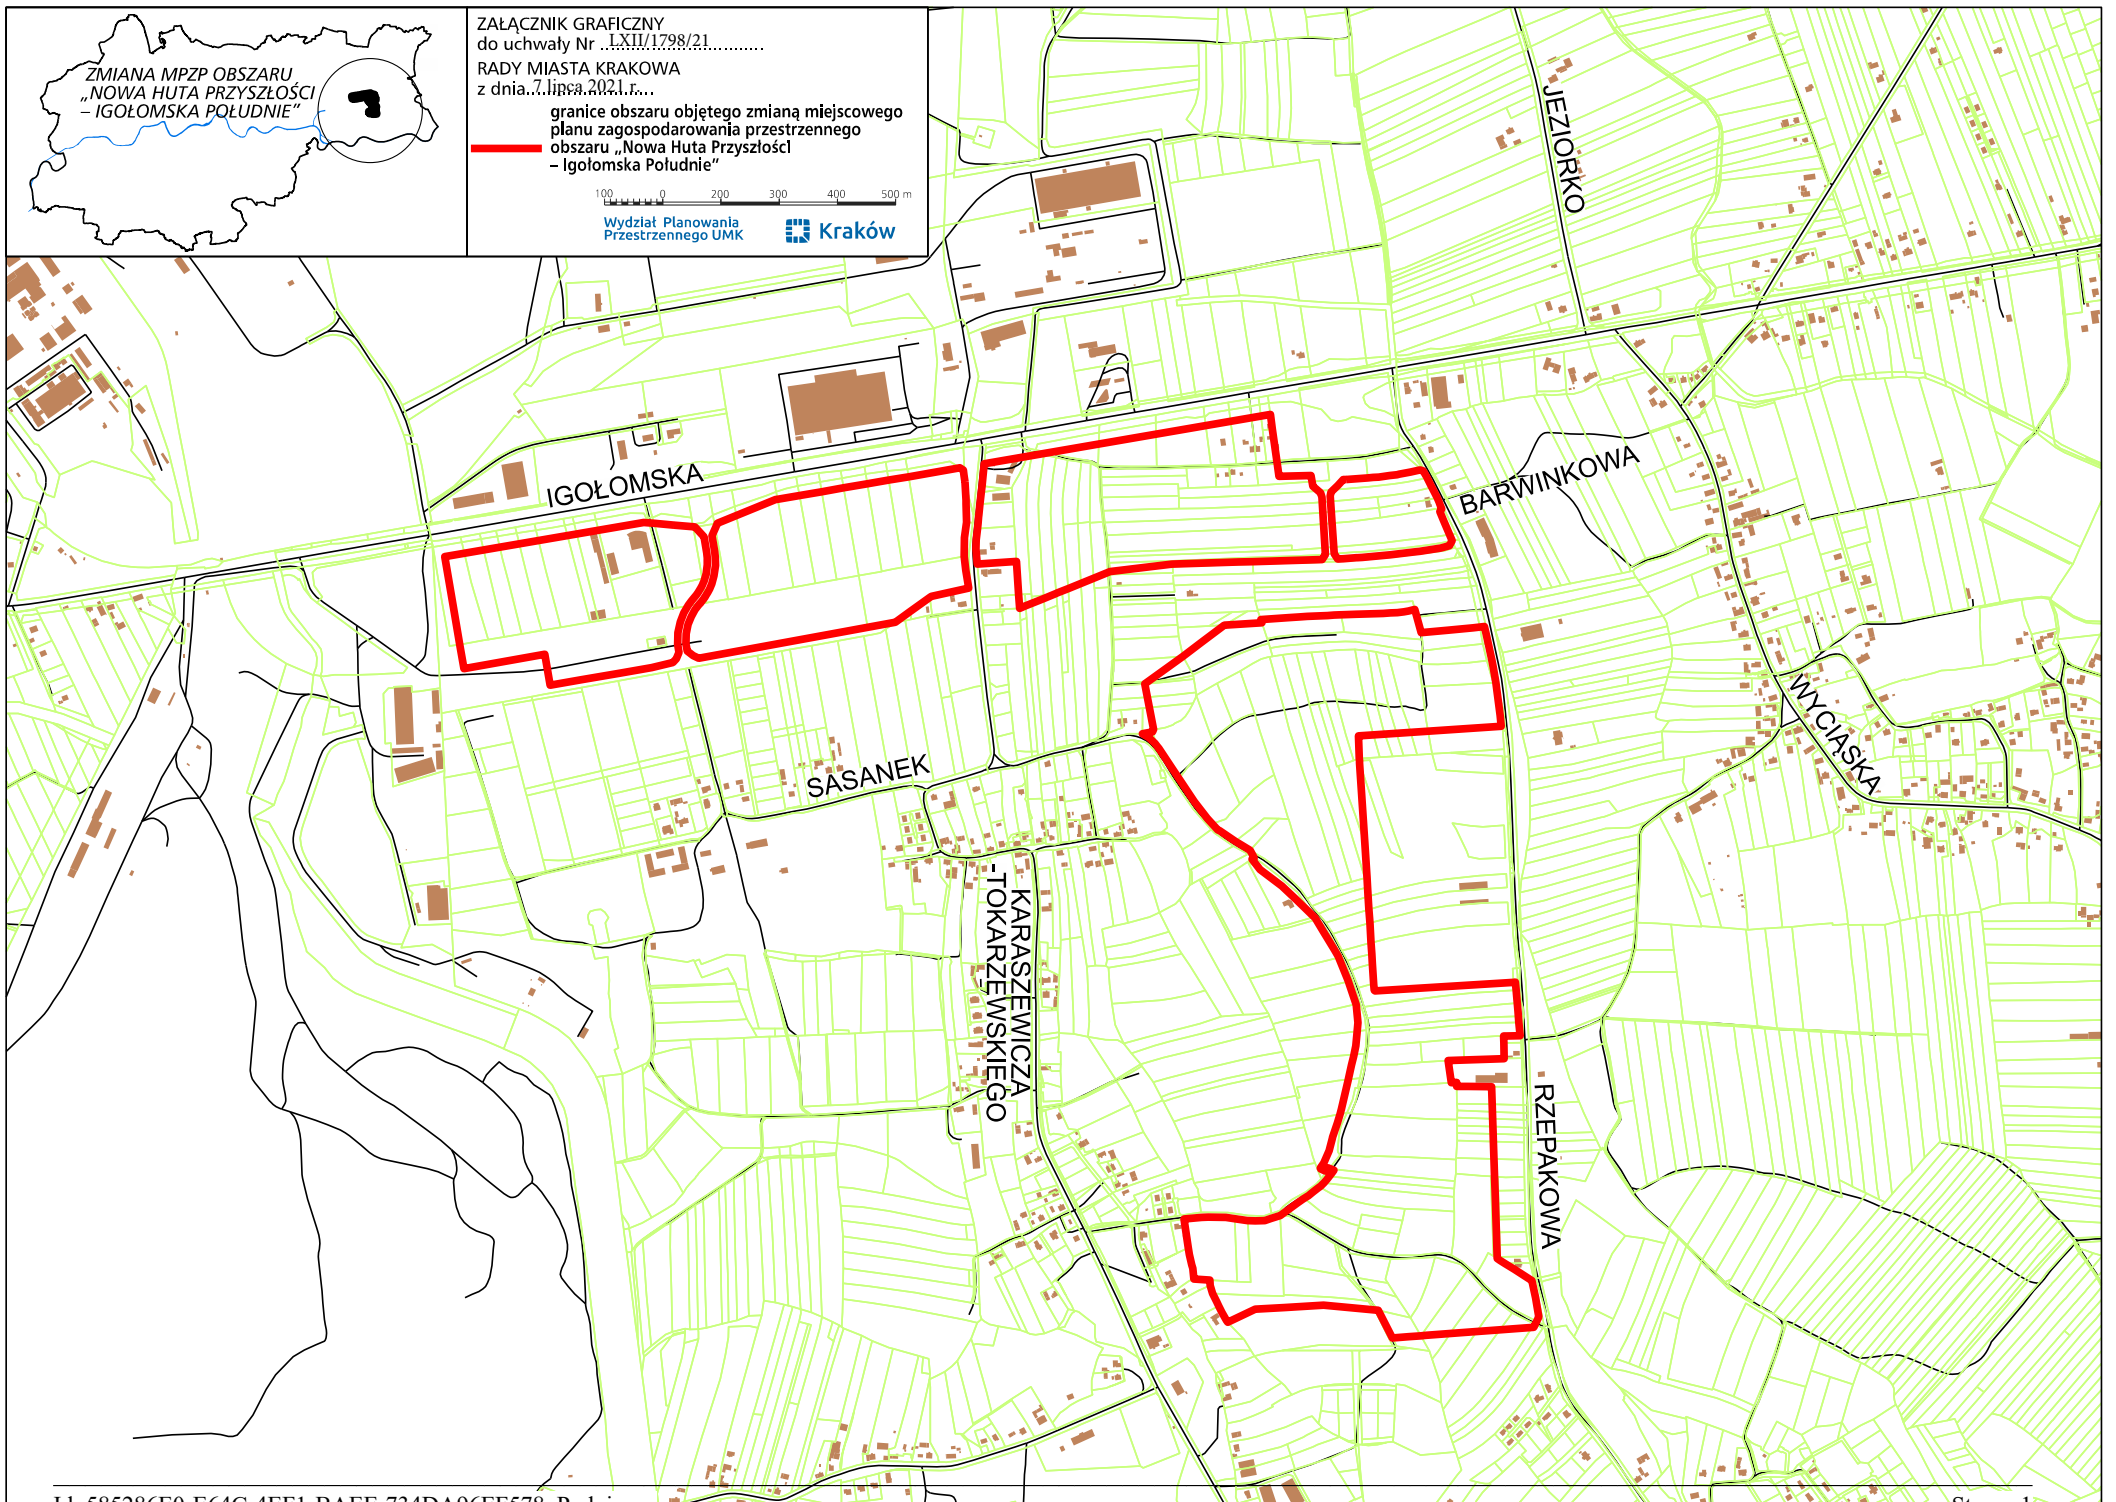 ZMIANA MPZP OBSZARU
„NOWA HUTA PRZYSZŁOŚCI
– IGOŁOMSKA POŁUDNIE”
ZAŁĄCZNIK GRAFICZNY
do uchwały Nr LXII/1798/21
RADY MIASTA KRAKOWA
z dnia 7 lipca 2021 r.
granice obszaru objętego zmianą miejscowego
planu zagospodarowania przestrzennego
obszaru „Nowa Huta Przyszłości
– Igołomska Południe”
100 0 200 300 400 500 m
Wydział Planowania
Przestrzennego UMK
Kraków
JEZIORKO
IGOŁOMSKA
BARWINKOWA
WYCIĄSKA
SASANEK
KARASZEWICZA
-TOKARZEWSKIEGO
RZEPAKOWA